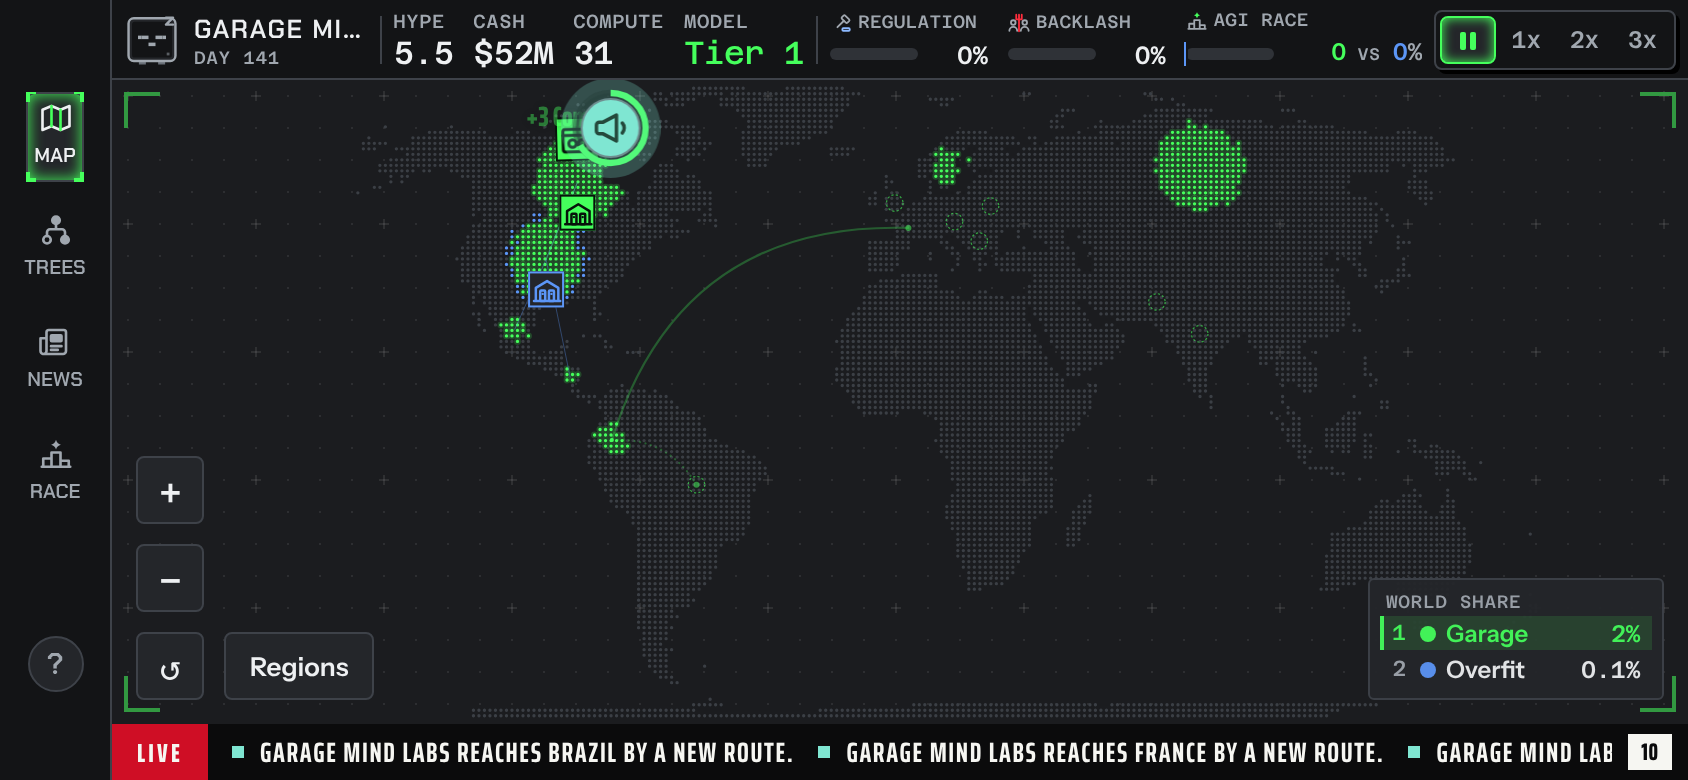 GARAGE MI...
DAY 141
HYPE
5.5
CASH
$52M
COMPUTE
31
MODEL
Tier 1
REGULATION
0%
BACKLASH
0%
AGI RACE
0 VS 0%
1x
2x
3x
MAP
TREES
NEWS
RACE
?
+
−
Regions
WORLD SHARE
1 Garage 2%
2 Overfit 0.1%
LIVE
GARAGE MIND LABS REACHES BRAZIL BY A NEW ROUTE.
GARAGE MIND LABS REACHES FRANCE BY A NEW ROUTE.
GARAGE MIND LAB
10